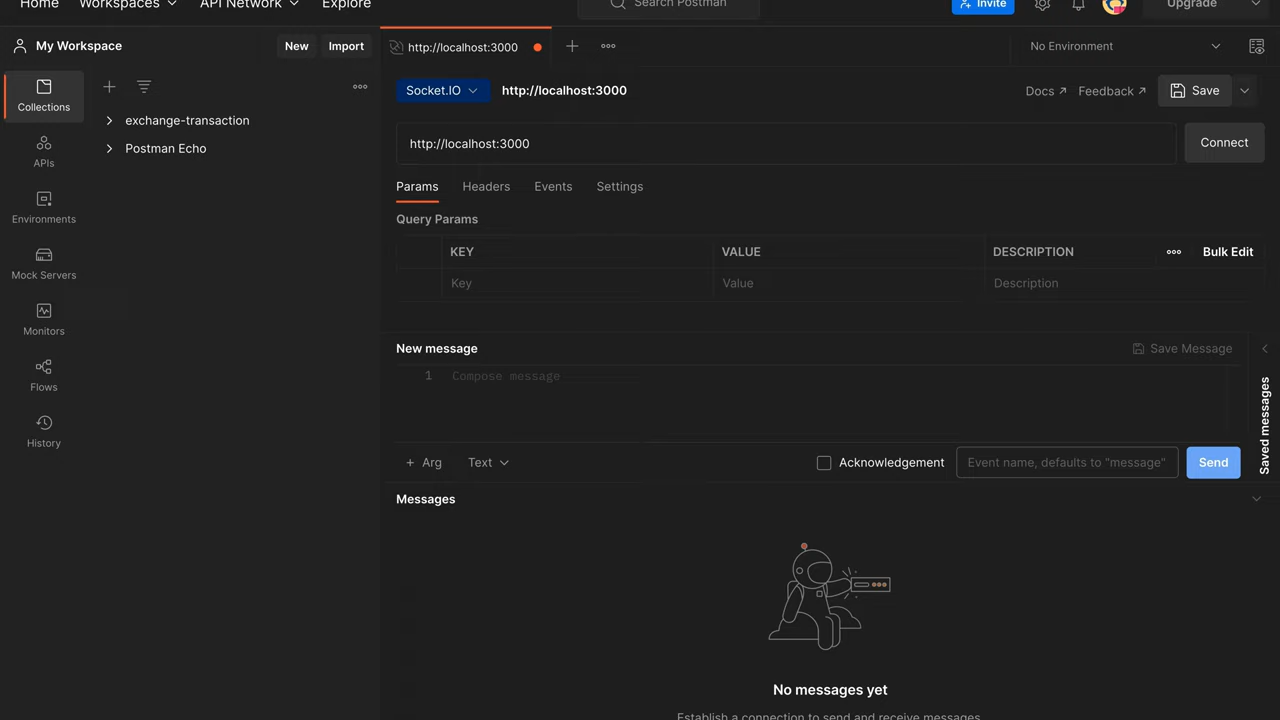 Home Workspaces API Network Explore Search Postman Invite Upgrade
My Workspace New Import http://localhost:3000 No Environment
Collections
APIs
Environments
Mock Servers
Monitors
Flows
History
exchange-transaction
Postman Echo
Socket.IO http://localhost:3000 Docs Feedback Save
http://localhost:3000 Connect
Params Headers Events Settings
Query Params
KEY VALUE DESCRIPTION Bulk Edit
Key Value Description
New message Save Message
1 Compose message
+ Arg Text Acknowledgement Event name, defaults to "message" Send
Saved messages
Messages
No messages yet
Establish a connection to send and receive messages